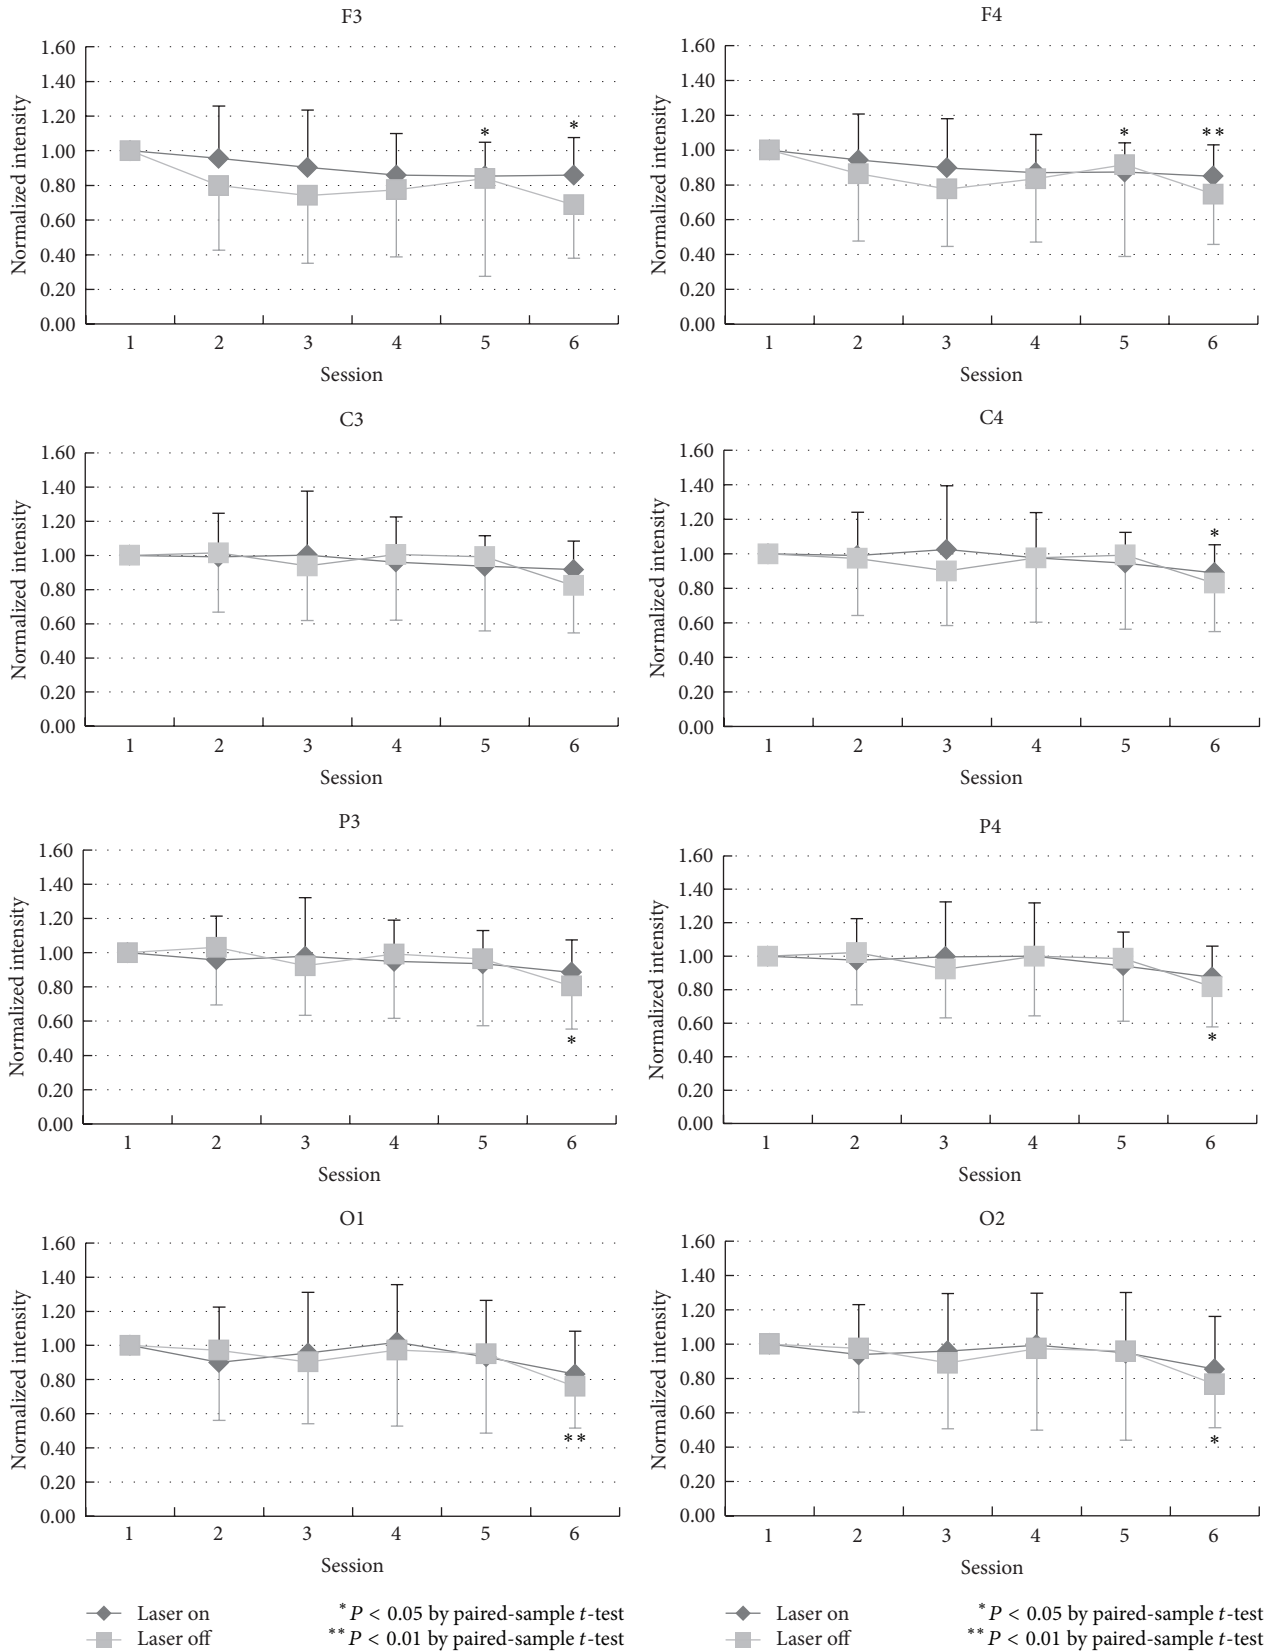 F3
Normalized intensity
1.60
1.40
1.20
1.00
0.80
0.60
0.40
0.20
0.00
* *
1 2 3 4 5 6
Session
F4
Normalized intensity
1.60
1.40
1.20
1.00
0.80
0.60
0.40
0.20
0.00
* **
1 2 3 4 5 6
Session
C3
Normalized intensity
1.60
1.40
1.20
1.00
0.80
0.60
0.40
0.20
0.00
1 2 3 4 5 6
Session
C4
Normalized intensity
1.60
1.40
1.20
1.00
0.80
0.60
0.40
0.20
0.00
*
1 2 3 4 5 6
Session
P3
Normalized intensity
1.60
1.40
1.20
1.00
0.80
0.60
0.40
0.20
0.00
*
1 2 3 4 5 6
Session
P4
Normalized intensity
1.60
1.40
1.20
1.00
0.80
0.60
0.40
0.20
0.00
*
1 2 3 4 5 6
Session
O1
Normalized intensity
1.60
1.40
1.20
1.00
0.80
0.60
0.40
0.20
0.00
**
1 2 3 4 5 6
Session
O2
Normalized intensity
1.60
1.40
1.20
1.00
0.80
0.60
0.40
0.20
0.00
*
1 2 3 4 5 6
Session
Laser on
Laser off
*P < 0.05 by paired-sample t-test
**P < 0.01 by paired-sample t-test
Laser on
Laser off
*P < 0.05 by paired-sample t-test
**P < 0.01 by paired-sample t-test